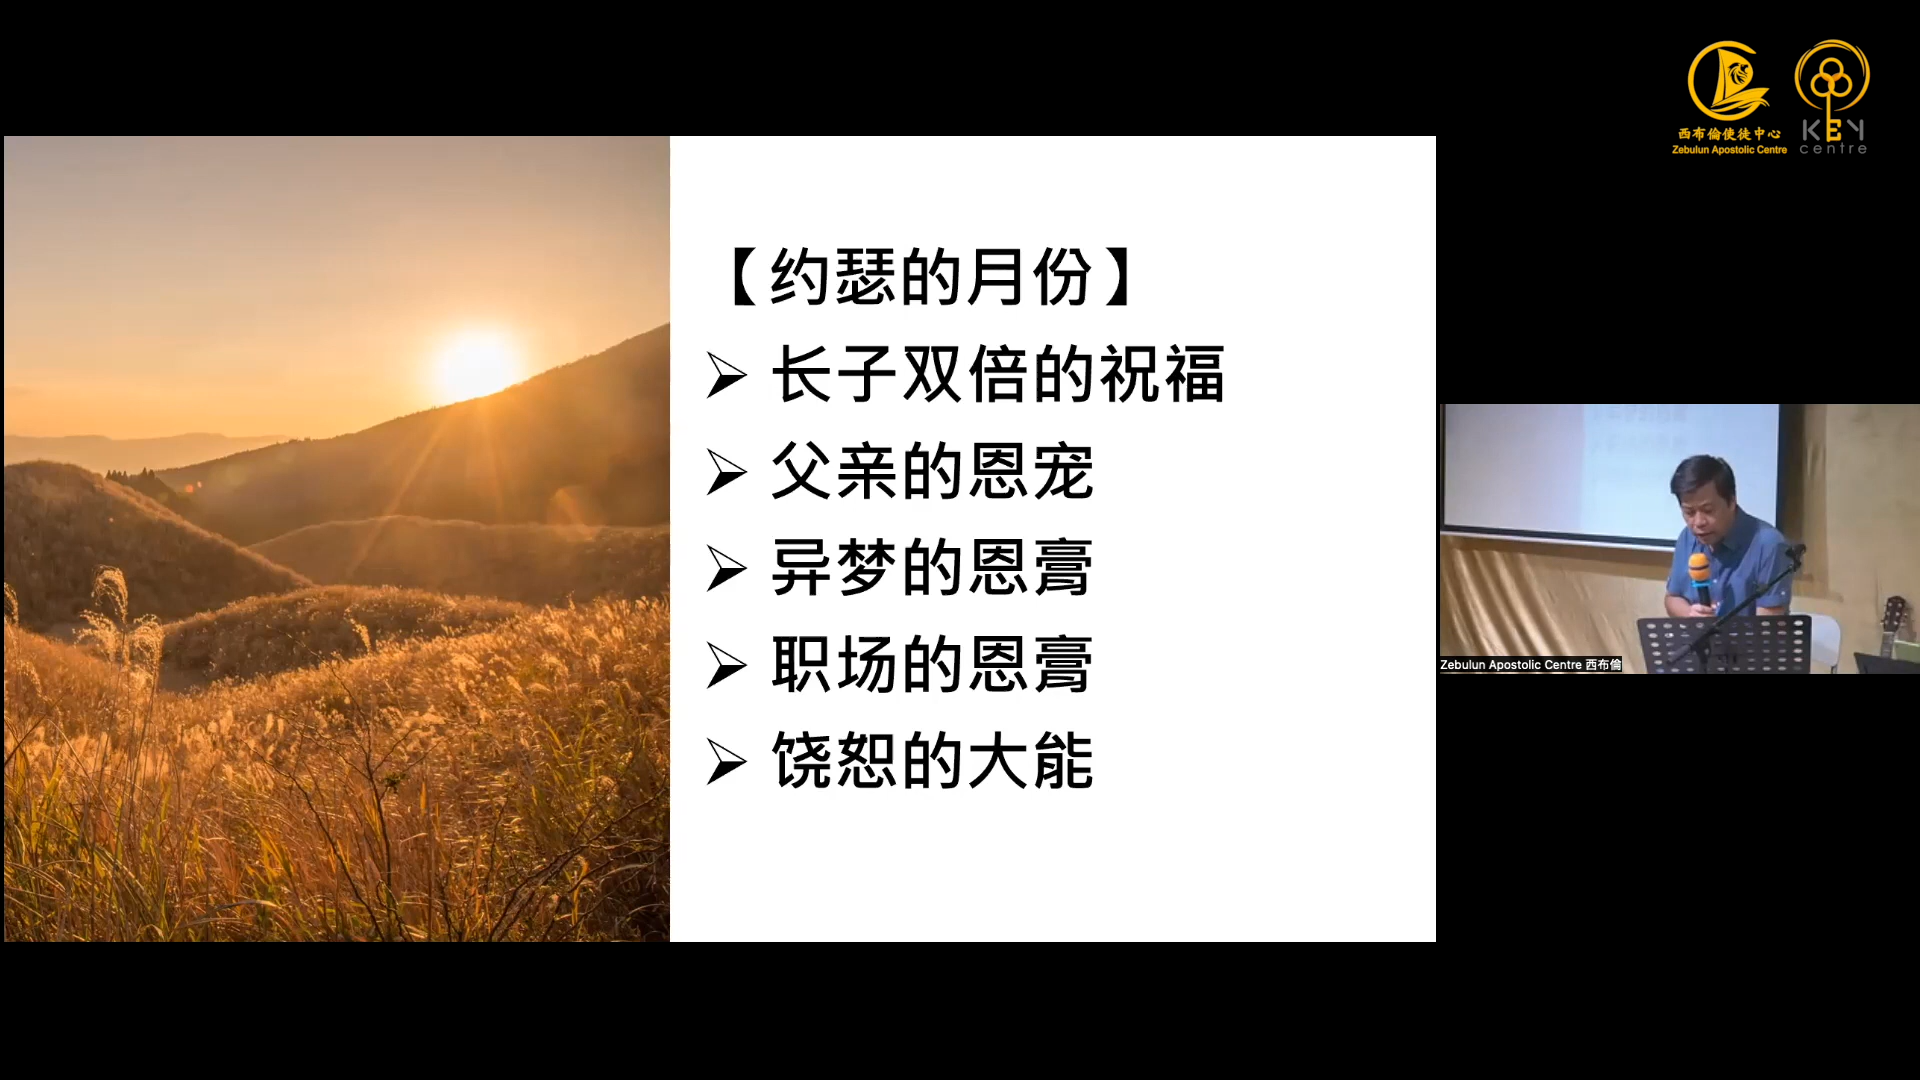 西布倫使徒中心
Zebulun Apostolic Centre
KEY
centre
【约瑟的月份】
➢ 长子双倍的祝福
➢ 父亲的恩宠
➢ 异梦的恩膏
➢ 职场的恩膏
➢ 饶恕的大能
Zebulun Apostolic Centre 西布倫